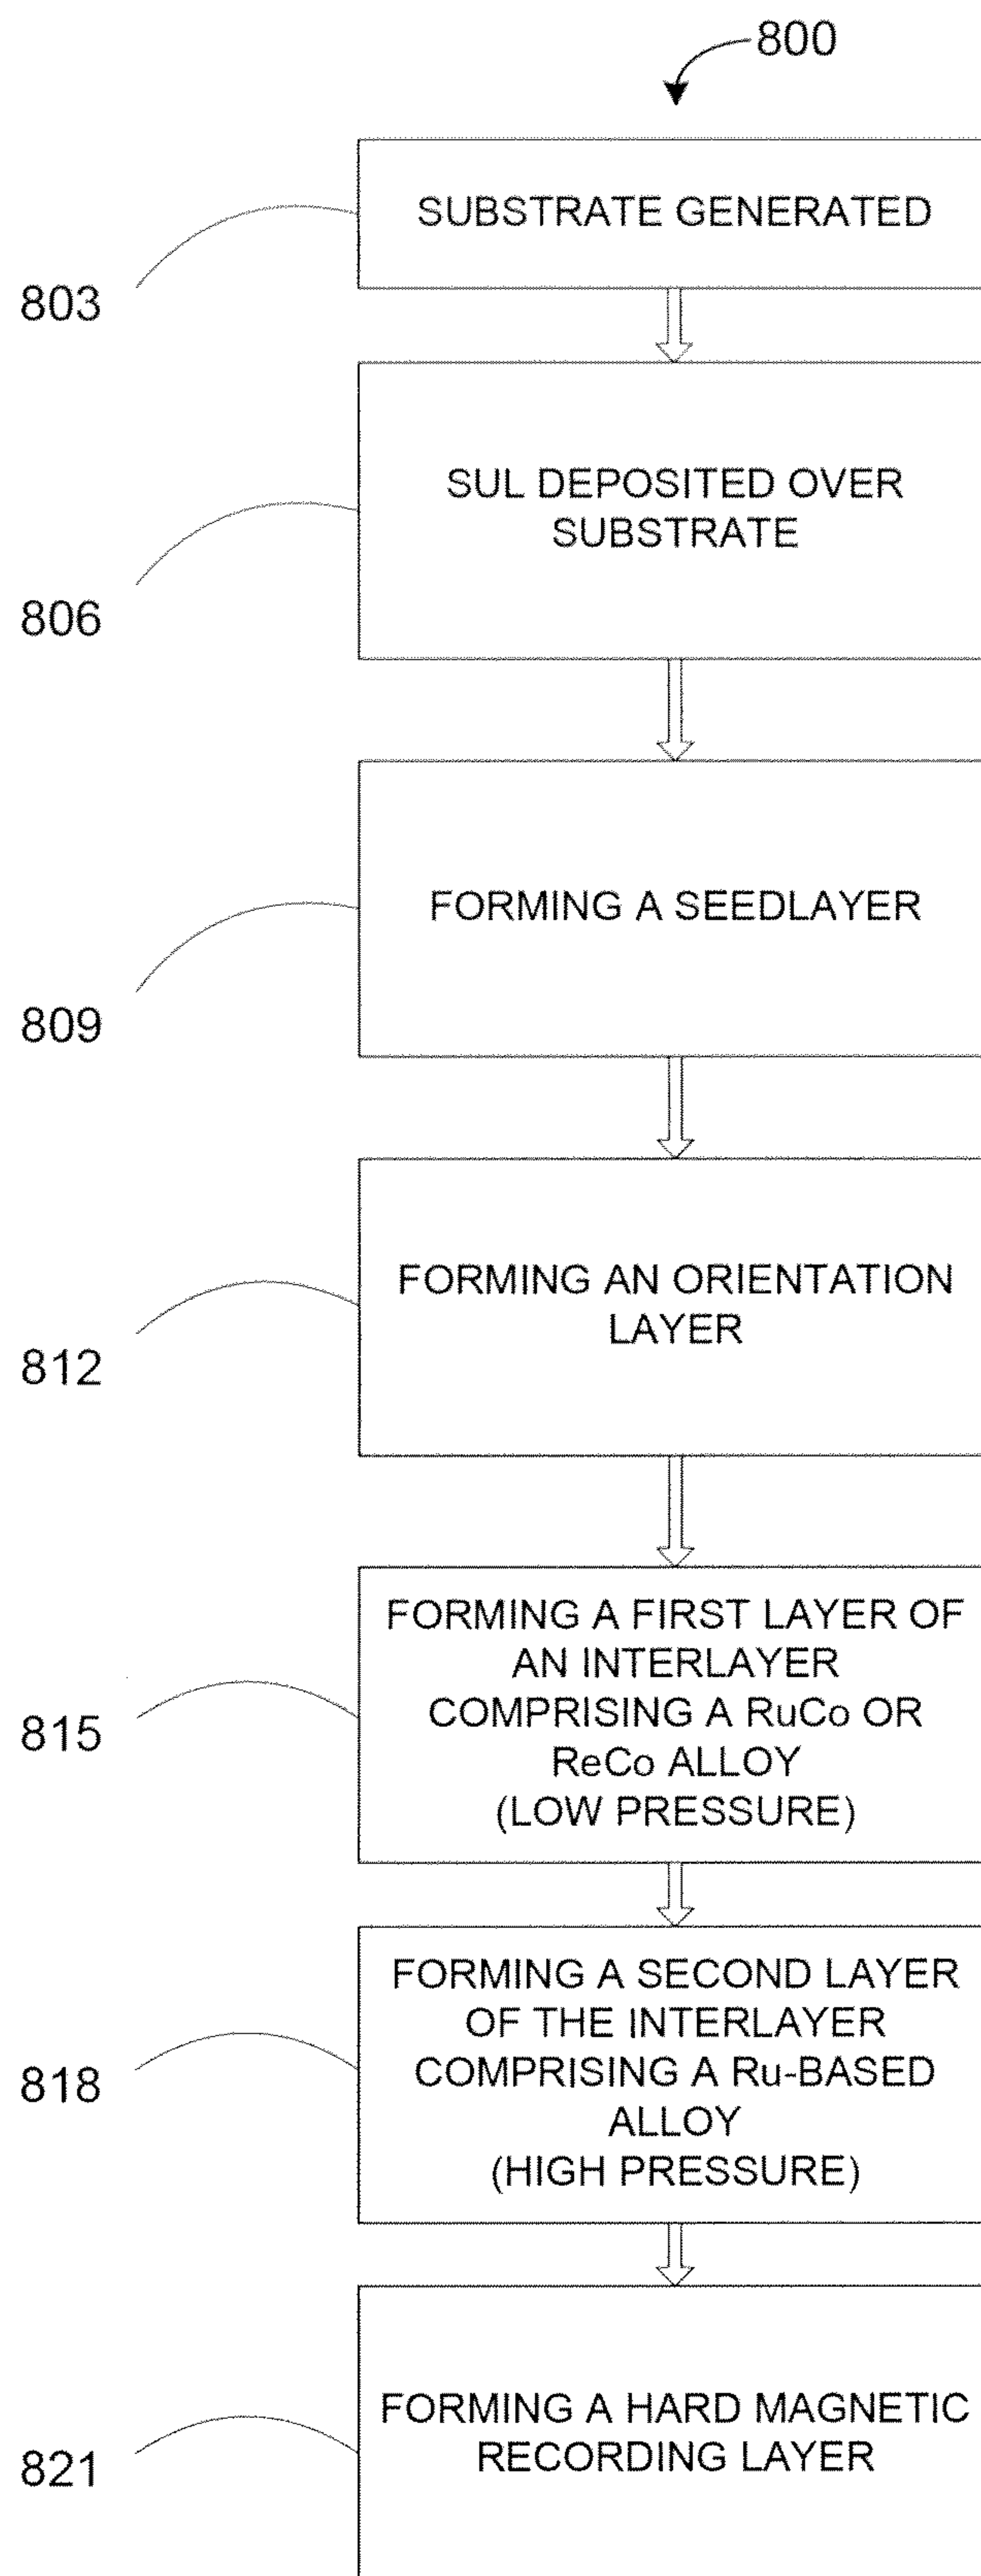 800
SUBSTRATE GENERATED
803
SUL DEPOSITED OVER
SUBSTRATE
806
FORMING A SEEDLAYER
809
FORMING AN ORIENTATION
LAYER
812
FORMING A FIRST LAYER OF
AN INTERLAYER
COMPRISING A RuCo OR
ReCo ALLOY
(LOW PRESSURE)
815
FORMING A SECOND LAYER
OF THE INTERLAYER
COMPRISING A Ru-BASED
ALLOY
(HIGH PRESSURE)
818
FORMING A HARD MAGNETIC
RECORDING LAYER
821